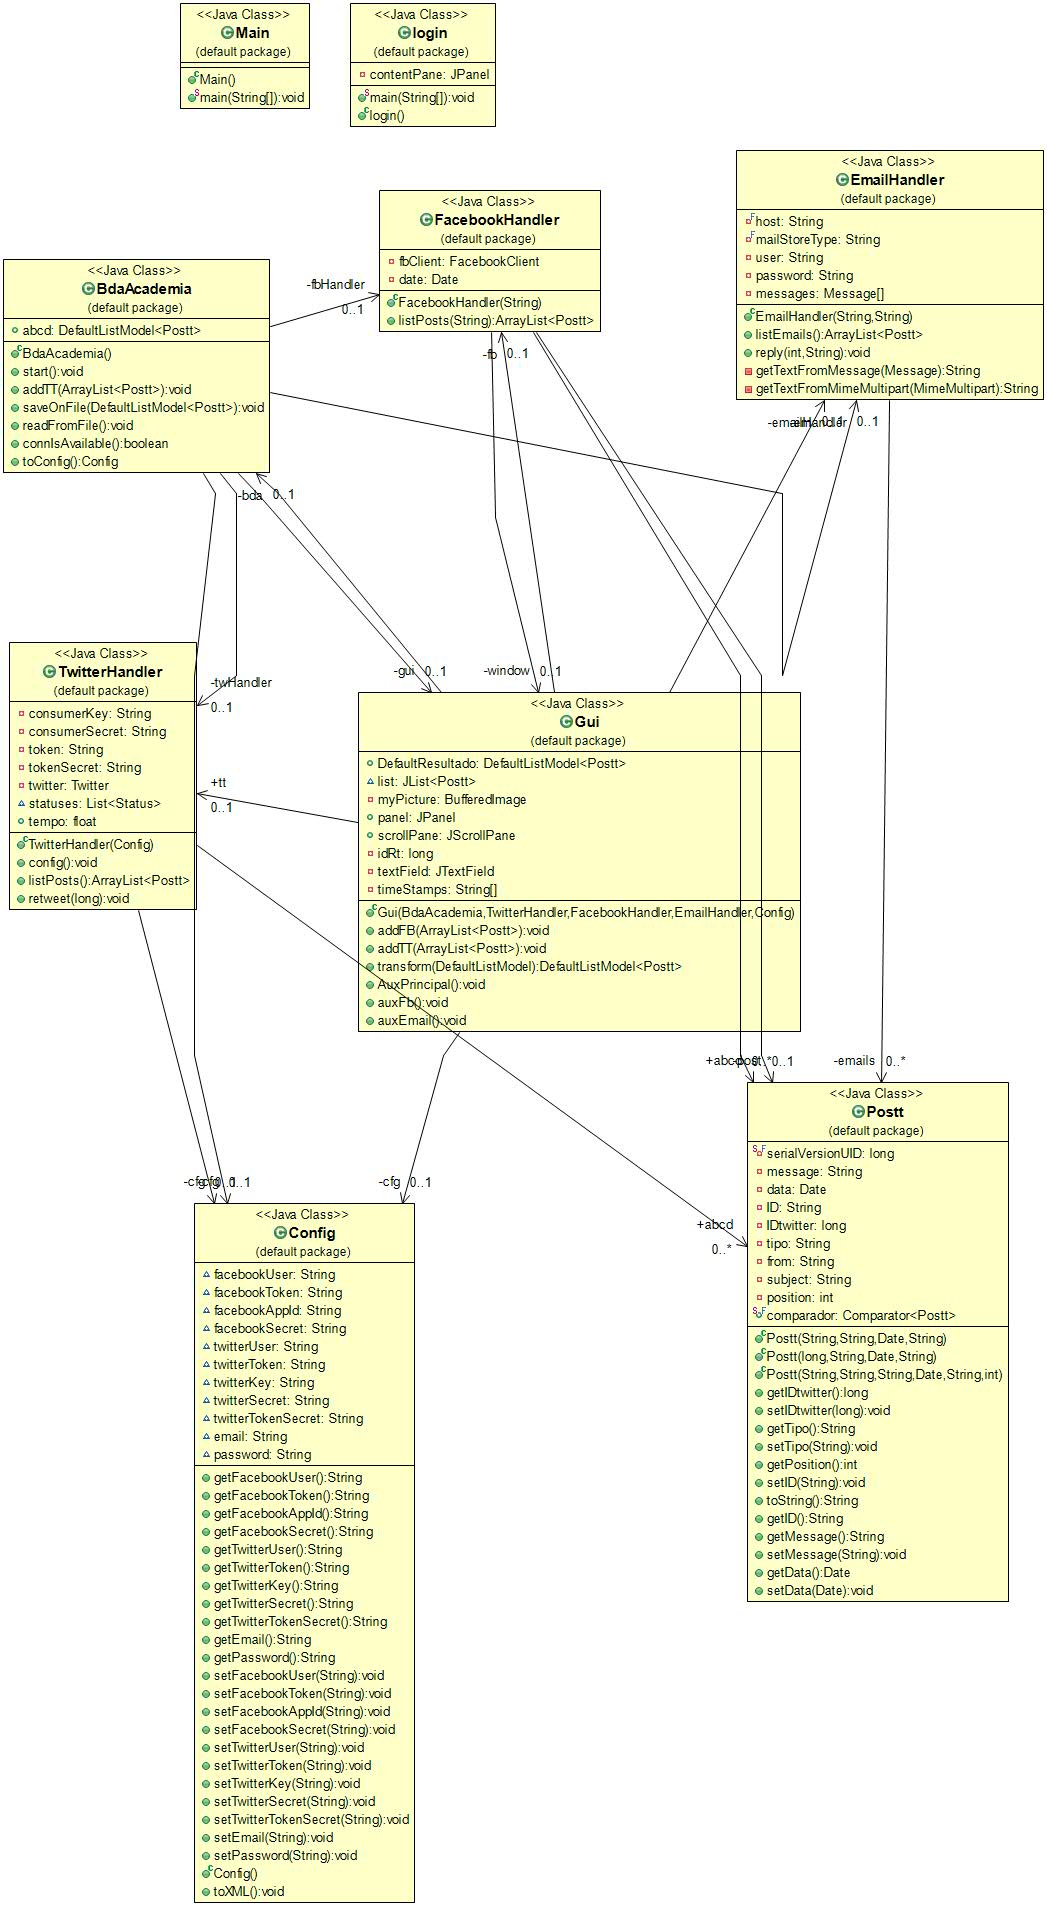 <<Java Class>>
Main
(default package)
Main()
main(String[]):void
<<Java Class>>
login
(default package)
contentPane: JPanel
main(String[]):void
login()
<<Java Class>>
EmailHandler
(default package)
host: String
mailStoreType: String
user: String
password: String
messages: Message[]
EmailHandler(String,String)
listEmails():ArrayList<Postt>
reply(int,String):void
getTextFromMessage(Message):String
getTextFromMimeMultipart(MimeMultipart):String
<<Java Class>>
FacebookHandler
(default package)
fbClient: FacebookClient
date: Date
FacebookHandler(String)
listPosts(String):ArrayList<Postt>
<<Java Class>>
BdaAcademia
(default package)
abcd: DefaultListModel<Postt>
BdaAcademia()
start():void
addTT(ArrayList<Postt>):void
saveOnFile(DefaultListModel<Postt>):void
readFromFile():void
connIsAvailable():boolean
toConfig():Config
-fbHandler
0..1
-fb 0..1
-emailHandler 0..1
0..1
-bda 0..1
-gui 0..1
-window 0..1
-twHandler
0..1
+tt
0..1
<<Java Class>>
TwitterHandler
(default package)
consumerKey: String
consumerSecret: String
token: String
tokenSecret: String
twitter: Twitter
statuses: List<Status>
tempo: float
TwitterHandler(Config)
config():void
listPosts():ArrayList<Postt>
retweet(long):void
<<Java Class>>
Gui
(default package)
DefaultResultado: DefaultListModel<Postt>
list: JList<Postt>
myPicture: BufferedImage
panel: JPanel
scrollPane: JScrollPane
idRt: long
textField: JTextField
timeStamps: String[]
Gui(BdaAcademia,TwitterHandler,FacebookHandler,EmailHandler,Config)
addFB(ArrayList<Postt>):void
addTT(ArrayList<Postt>):void
transform(DefaultListModel):DefaultListModel<Postt>
AuxPrincipal():void
auxFb():void
auxEmail():void
+abcd 0..*
-post 0..1
-emails 0..*
-cfg 0..1
-cfg 0..1
-cfg 0..1
+abcd
0..*
<<Java Class>>
Postt
(default package)
serialVersionUID: long
message: String
data: Date
ID: String
IDtwitter: long
tipo: String
from: String
subject: String
position: int
comparador: Comparator<Postt>
Postt(String,String,Date,String)
Postt(long,String,Date,String)
Postt(String,String,String,Date,String,int)
getIDtwitter():long
setIDtwitter(long):void
getTipo():String
setTipo(String):void
getPosition():int
setID(String):void
toString():String
getID():String
getMessage():String
setMessage(String):void
getData():Date
setData(Date):void
<<Java Class>>
Config
(default package)
facebookUser: String
facebookToken: String
facebookAppId: String
facebookSecret: String
twitterUser: String
twitterToken: String
twitterKey: String
twitterSecret: String
twitterTokenSecret: String
email: String
password: String
getFacebookUser():String
getFacebookToken():String
getFacebookAppId():String
getFacebookSecret():String
getTwitterUser():String
getTwitterToken():String
getTwitterKey():String
getTwitterSecret():String
getTwitterTokenSecret():String
getEmail():String
getPassword():String
setFacebookUser(String):void
setFacebookToken(String):void
setFacebookAppId(String):void
setFacebookSecret(String):void
setTwitterUser(String):void
setTwitterToken(String):void
setTwitterKey(String):void
setTwitterSecret(String):void
setTwitterTokenSecret(String):void
setEmail(String):void
setPassword(String):void
Config()
toXML():void